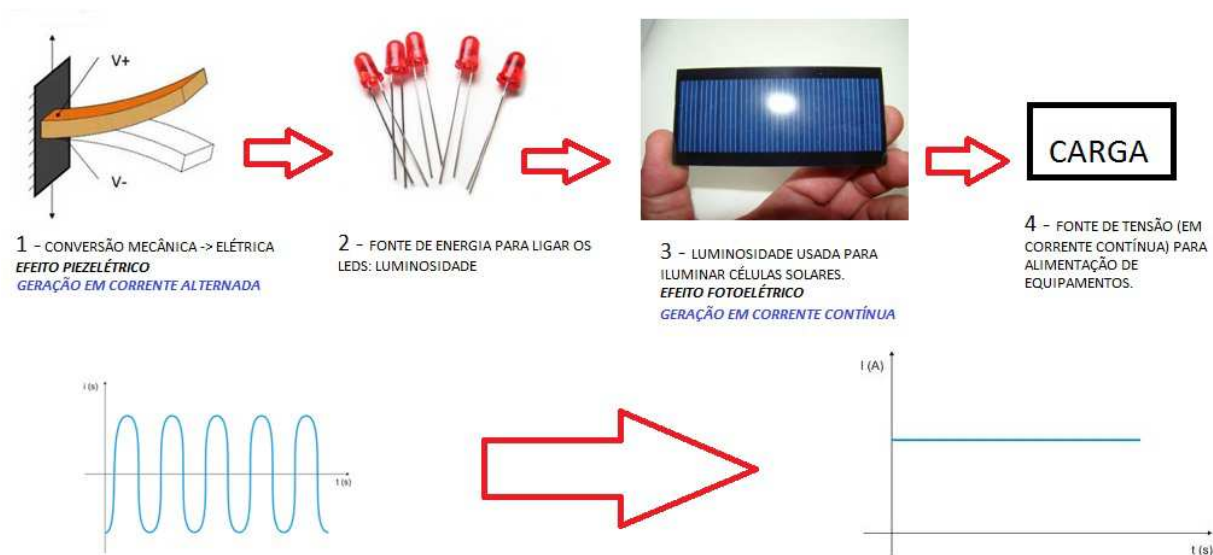 V+
V-
CARGA
1 - CONVERSÃO MECÂNICA -> ELÉTRICA
EFEITO PIEZELÉTRICO
GERAÇÃO EM CORRENTE ALTERNADA
2 - FONTE DE ENERGIA PARA LIGAR OS
LEDS: LUMINOSIDADE
3 - LUMINOSIDADE USADA PARA
ILUMINAR CÉLULAS SOLARES.
EFEITO FOTOELÉTRICO
GERAÇÃO EM CORRENTE CONTÍNUA
4 - FONTE DE TENSÃO (EM
CORRENTE CONTÍNUA) PARA
ALIMENTAÇÃO DE
EQUIPAMENTOS.
i (s)
t (s)
I (A)
t (s)